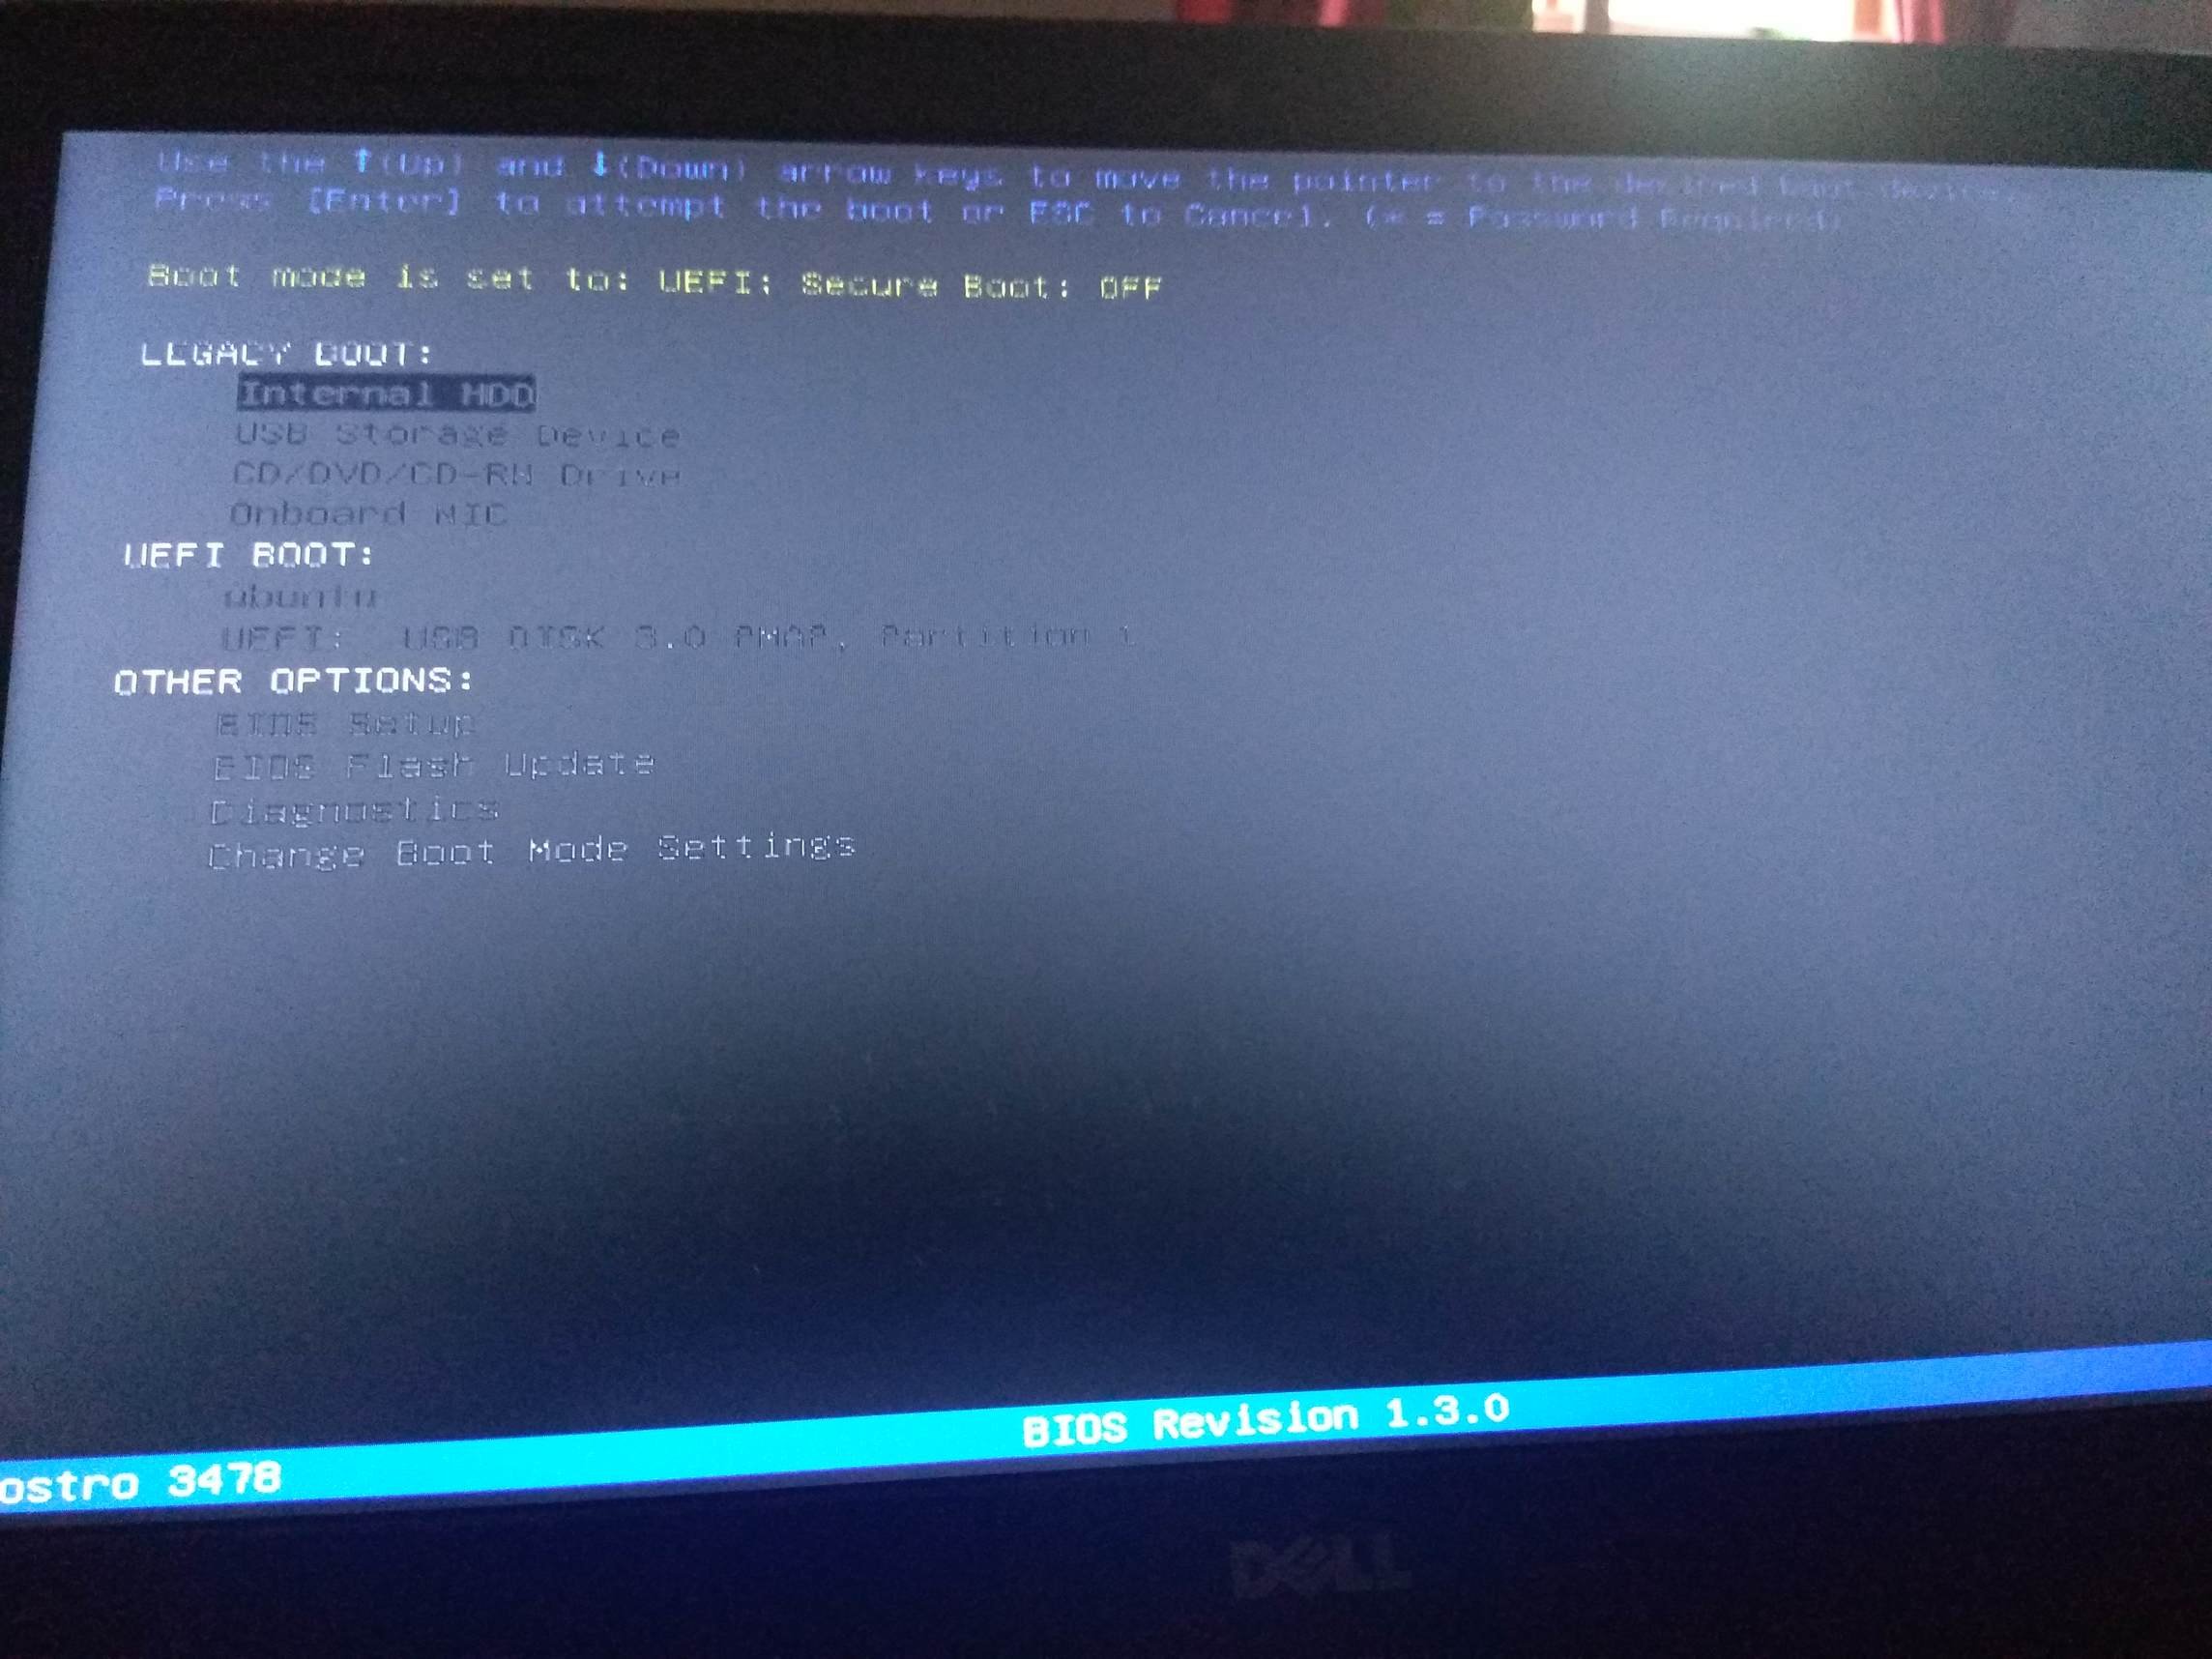 Use the ↑(Up) and ↓(Down) arrow keys to move the pointer to the desired boot device.
Press [Enter] to attempt the boot or ESC to Cancel. (* = Password Required)
Boot mode is set to: UEFI; Secure Boot: OFF
LEGACY BOOT:
Internal HDD
USB Storage Device
CD/DVD/CD-RW Drive
Onboard NIC
UEFI BOOT:
ubuntu
UEFI: USB DISK 3.0 PMAP, Partition 1
OTHER OPTIONS:
BIOS Setup
BIOS Flash Update
Diagnostics
Change Boot Mode Settings
BIOS Revision 1.3.0
ostro 3478
DELL